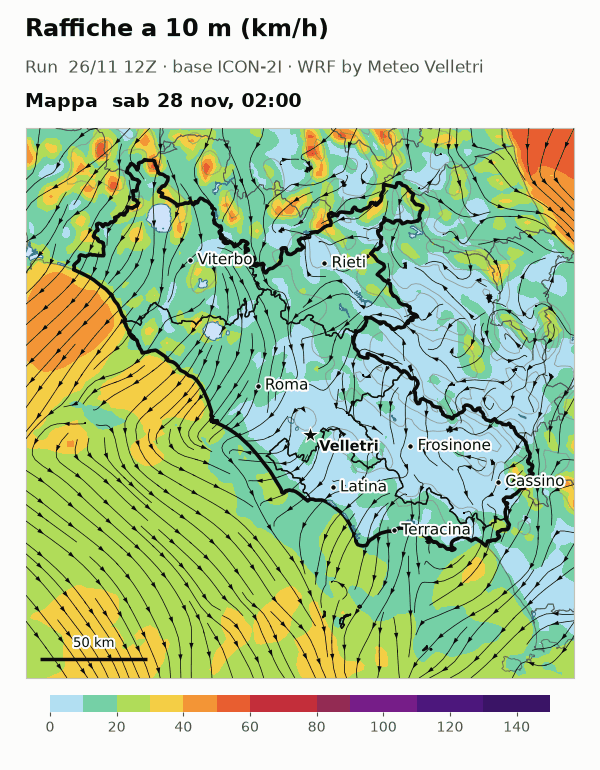 Raffiche a 10 m (km/h)
Run 26/11 12Z · base ICON-2I · WRF by Meteo Velletri
Mappa sab 28 nov, 02:00
Viterbo
Rieti
Roma
Velletri
Frosinone
Latina
Cassino
Terracina
50 km
0 20 40 60 80 100 120 140